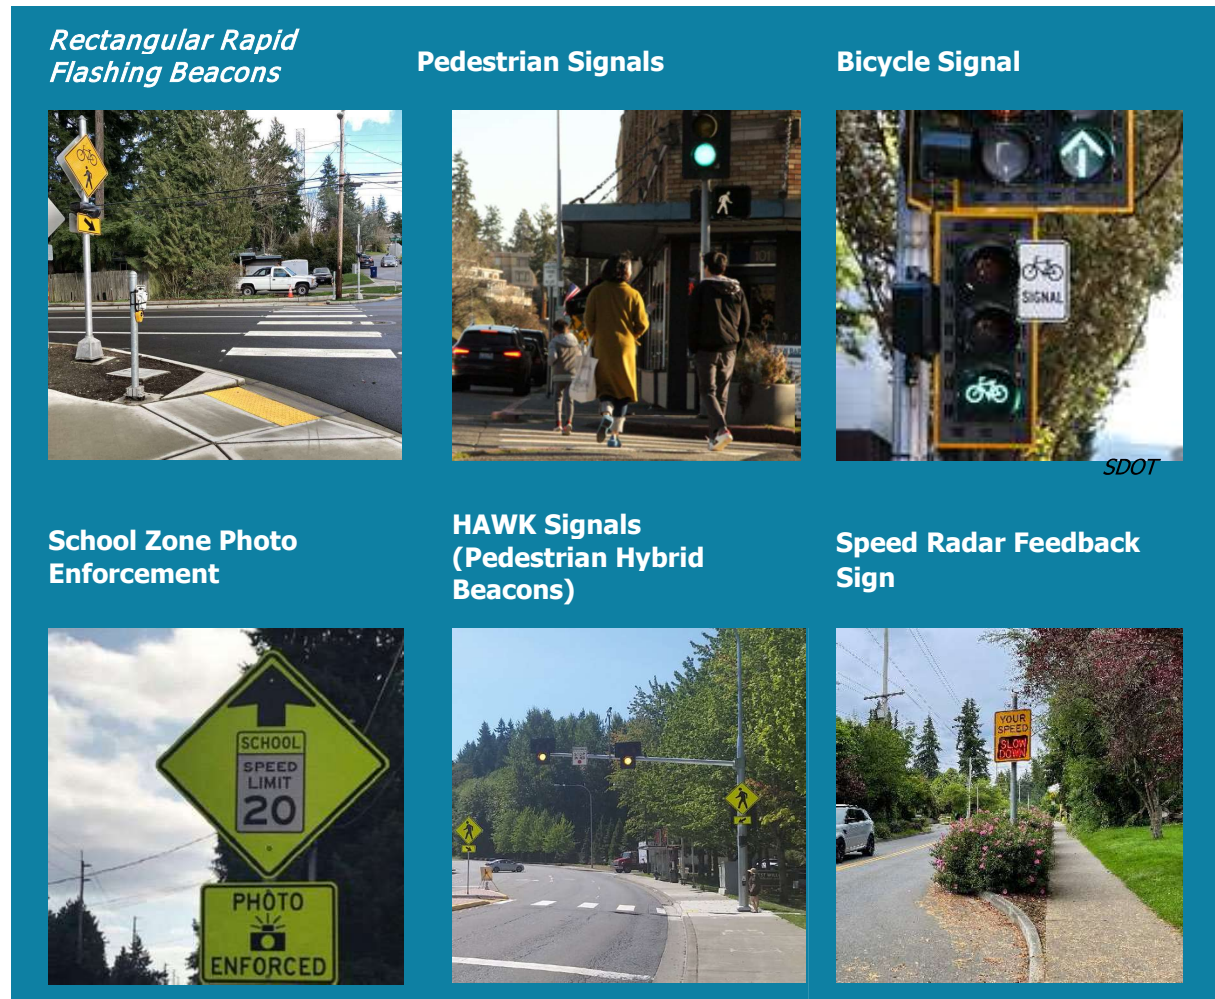 Rectangular Rapid
Flashing Beacons
Pedestrian Signals
Bicycle Signal
101
SIGNAL
SDOT
School Zone Photo
Enforcement
HAWK Signals
(Pedestrian Hybrid
Beacons)
Speed Radar Feedback
Sign
SCHOOL
SPEED
LIMIT
20
PHOTO
ENFORCED
YOUR
SPEED
SLOW
DOWN